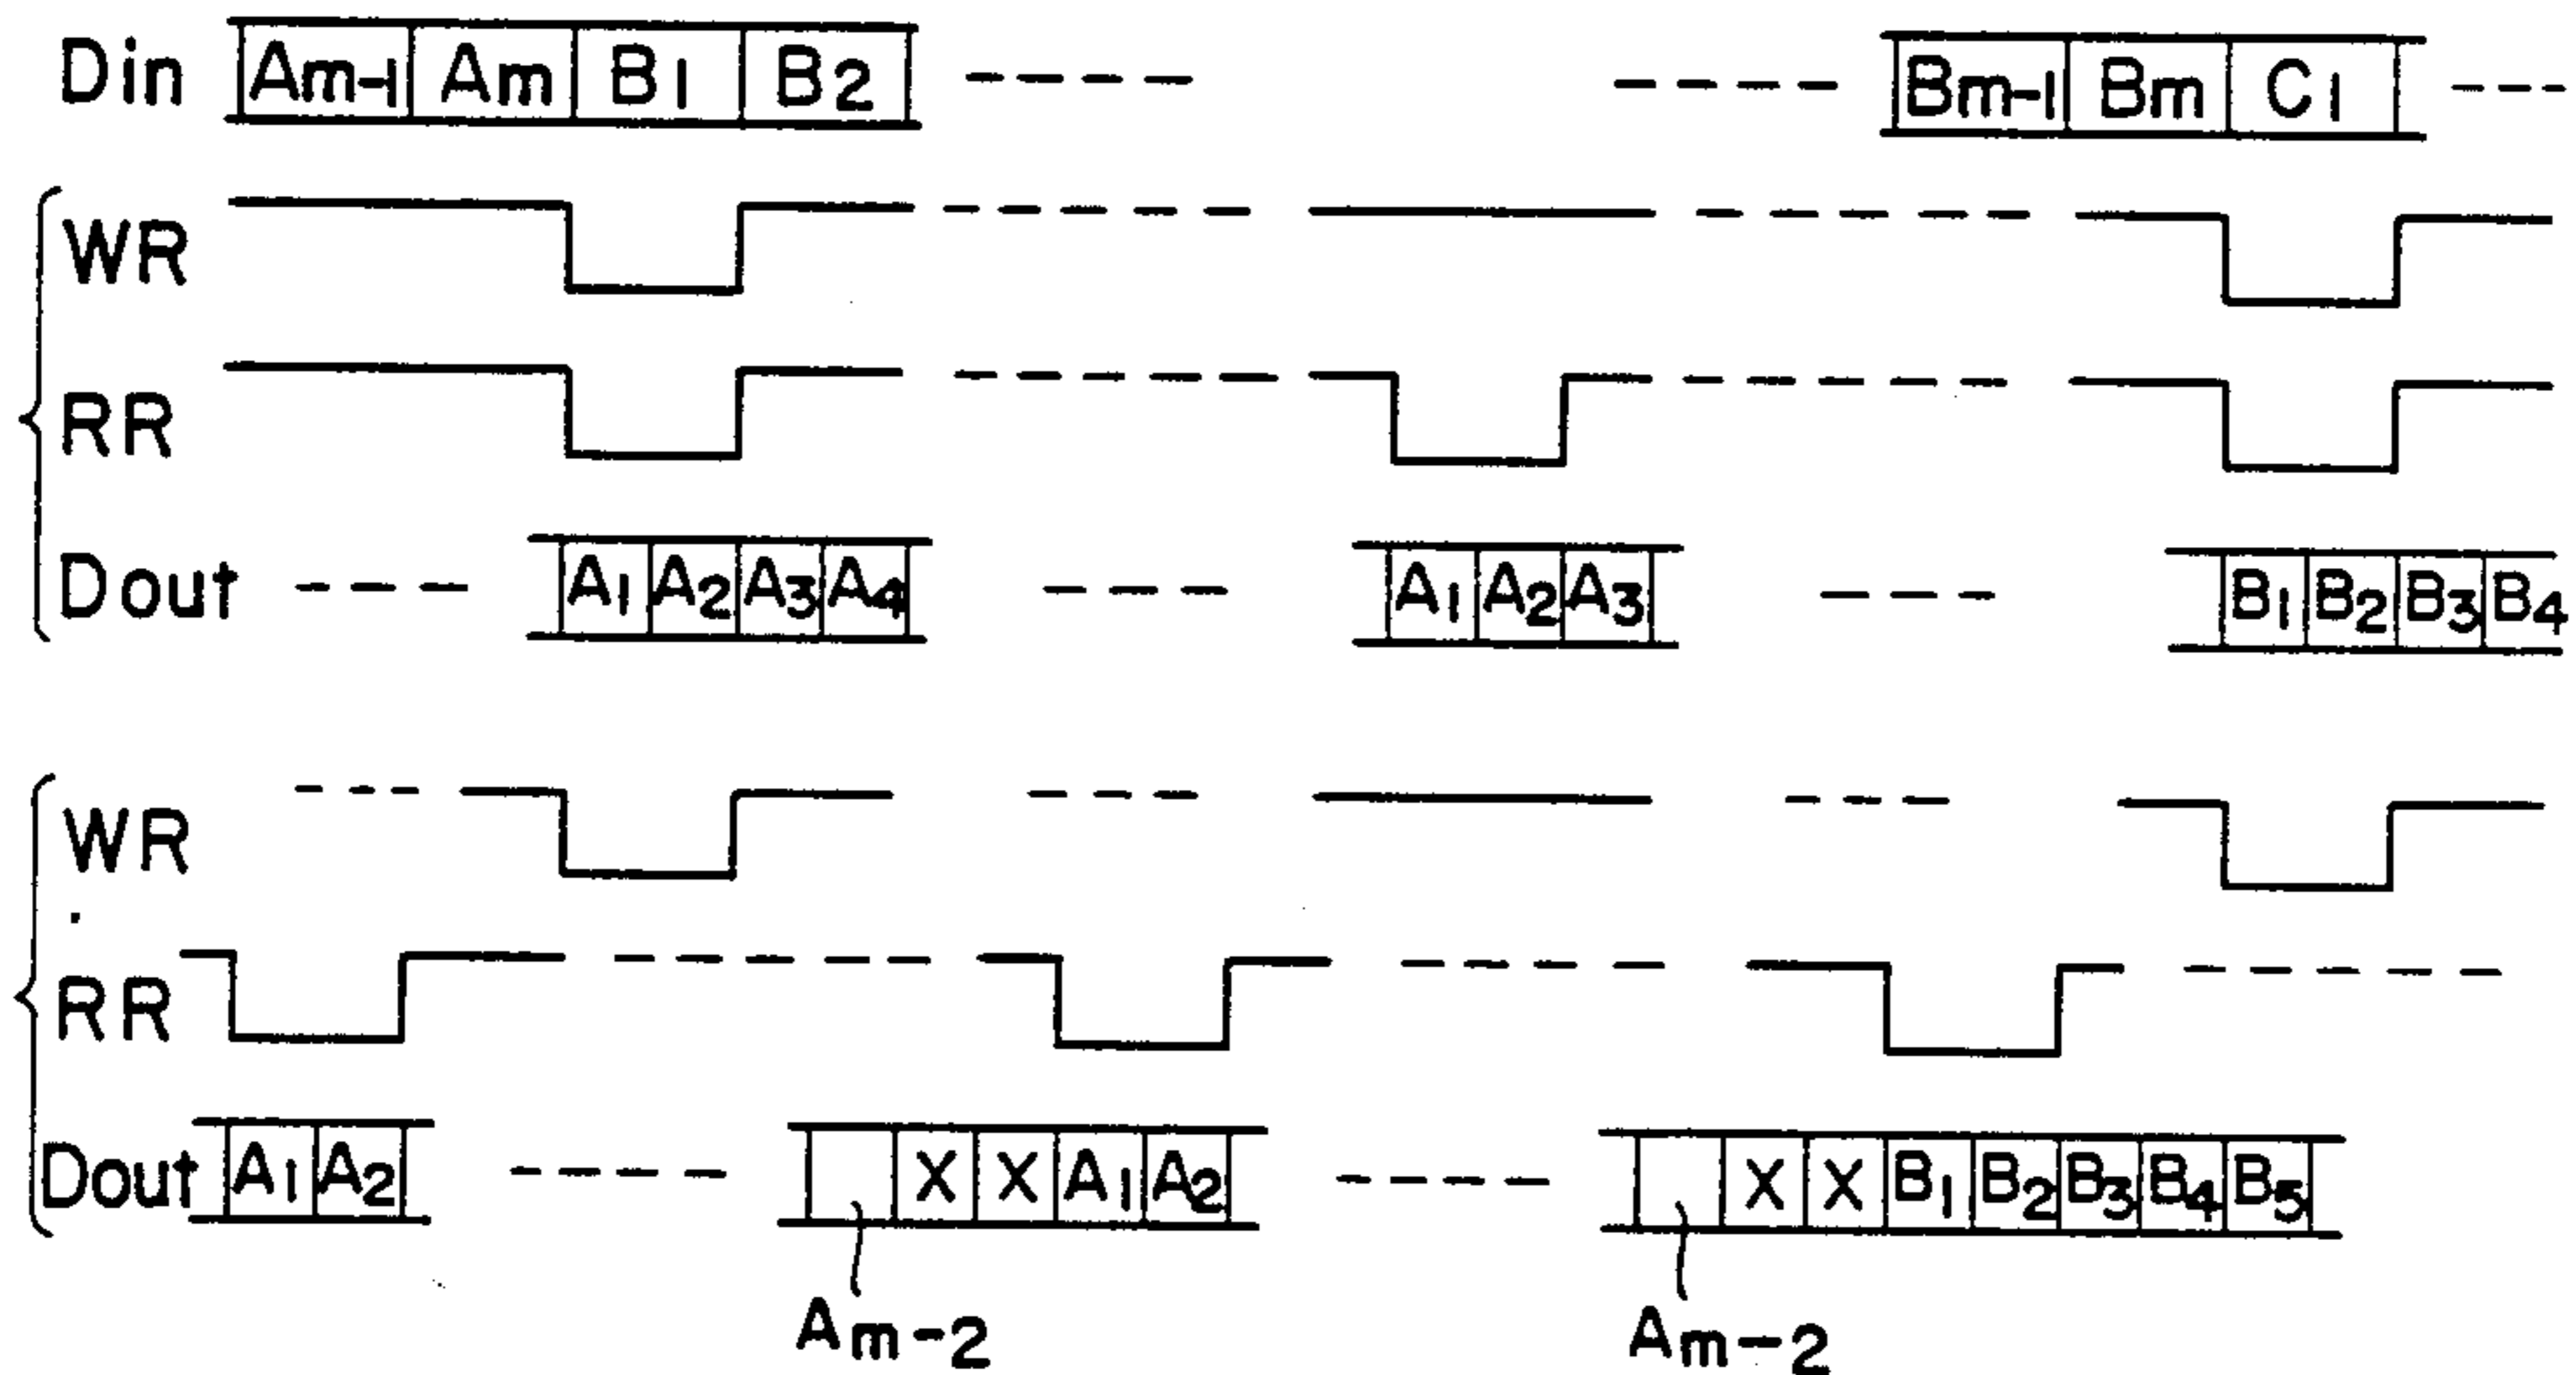 Din Am-1 Am B1 B2 Bm-1 Bm C1
WR
RR
Dout A1 A2 A3 A4 A1 A2 A3 B1 B2 B3 B4
WR
RR
Dout A1 A2 X X A1 A2 X X B1 B2 B3 B4 B5
Am-2 Am-2